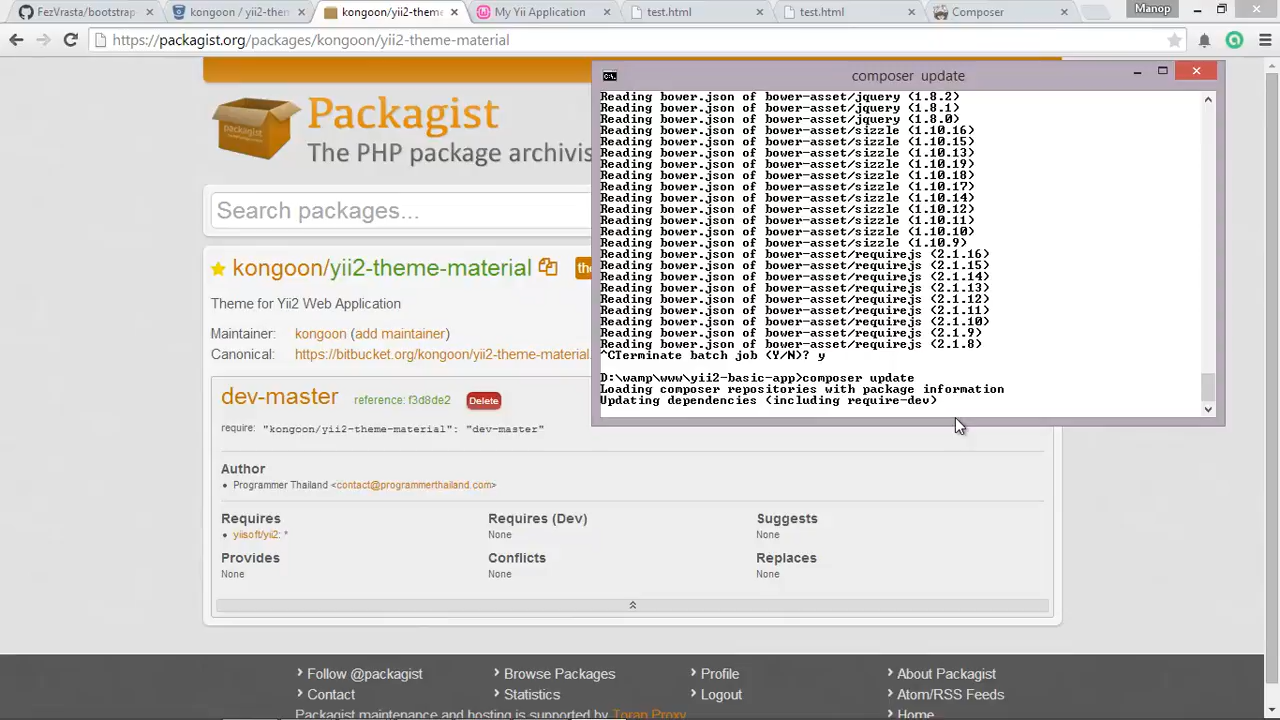 FezVrasta/bootstrap
kongoon / yii2-them
kongoon/yii2-theme
My Yii Application
test.html
test.html
Composer
Manop
https://packagist.org/packages/kongoon/yii2-theme-material
packagist
Packagist
The PHP package archivis
Search packages...
kongoon/yii2-theme-material
the
Theme for Yii2 Web Application
Maintainer: kongoon (add maintainer)
Canonical: https://bitbucket.org/kongoon/yii2-theme-material.
dev-master reference: f3d8de2 Delete
require: "kongoon/yii2-theme-material": "dev-master"
Author
Programmer Thailand <contact@programmerthailand.com>
Requires
yiisoft/yii2: *
Requires (Dev)
None
Suggests
None
Provides
None
Conflicts
None
Replaces
None
composer update
Reading bower.json of bower-asset/jquery (1.8.2)
Reading bower.json of bower-asset/jquery (1.8.1)
Reading bower.json of bower-asset/jquery (1.8.0)
Reading bower.json of bower-asset/sizzle (1.10.16)
Reading bower.json of bower-asset/sizzle (1.10.15)
Reading bower.json of bower-asset/sizzle (1.10.13)
Reading bower.json of bower-asset/sizzle (1.10.19)
Reading bower.json of bower-asset/sizzle (1.10.18)
Reading bower.json of bower-asset/sizzle (1.10.17)
Reading bower.json of bower-asset/sizzle (1.10.14)
Reading bower.json of bower-asset/sizzle (1.10.12)
Reading bower.json of bower-asset/sizzle (1.10.11)
Reading bower.json of bower-asset/sizzle (1.10.10)
Reading bower.json of bower-asset/sizzle (1.10.9)
Reading bower.json of bower-asset/requirejs (2.1.16)
Reading bower.json of bower-asset/requirejs (2.1.15)
Reading bower.json of bower-asset/requirejs (2.1.14)
Reading bower.json of bower-asset/requirejs (2.1.13)
Reading bower.json of bower-asset/requirejs (2.1.12)
Reading bower.json of bower-asset/requirejs (2.1.11)
Reading bower.json of bower-asset/requirejs (2.1.10)
Reading bower.json of bower-asset/requirejs (2.1.9)
Reading bower.json of bower-asset/requirejs (2.1.8)
^CTerminate batch job (Y/N)? y
D:\wamp\www\yii2-basic-app>composer update
Loading composer repositories with package information
Updating dependencies (including require-dev)
Follow @packagist
Contact
Browse Packages
Statistics
Profile
Logout
About Packagist
Atom/RSS Feeds
Home
Packagist maintenance and hosting is supported by Toran Proxy